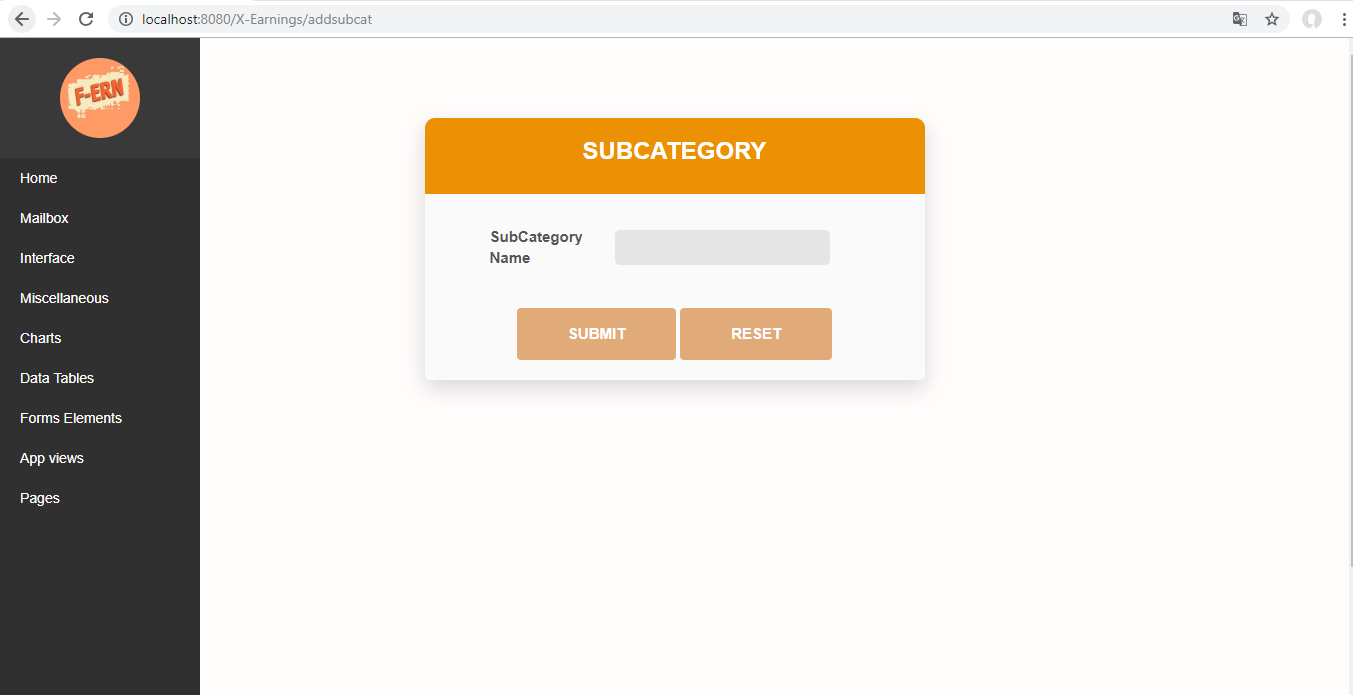 localhost:8080/X-Earnings/addsubcat
F-ERN
Home
Mailbox
Interface
Miscellaneous
Charts
Data Tables
Forms Elements
App views
Pages
SUBCATEGORY
SubCategory
Name
SUBMIT
RESET